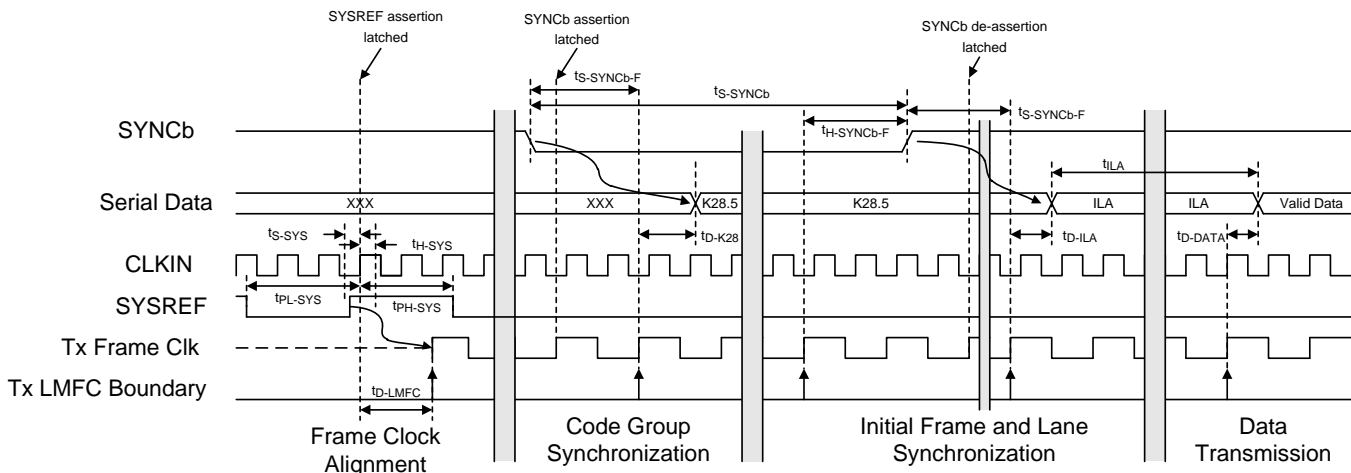 SYSREF assertion
latched
SYNCb assertion
latched
SYNCb de-assertion
latched
tS-SYNCb-F
tS-SYNCb
tS-SYNCb-F
tH-SYNCb-F
SYNCb
tILA
Serial Data
XXX
XXX
K28.5
K28.5
ILA
ILA
Valid Data
tS-SYS
tH-SYS
tD-K28
tD-ILA
tD-DATA
CLKIN
tPL-SYS
tPH-SYS
SYSREF
Tx Frame Clk
Tx LMFC Boundary
tD-LMFC
Frame Clock
Alignment
Code Group
Synchronization
Initial Frame and Lane
Synchronization
Data
Transmission